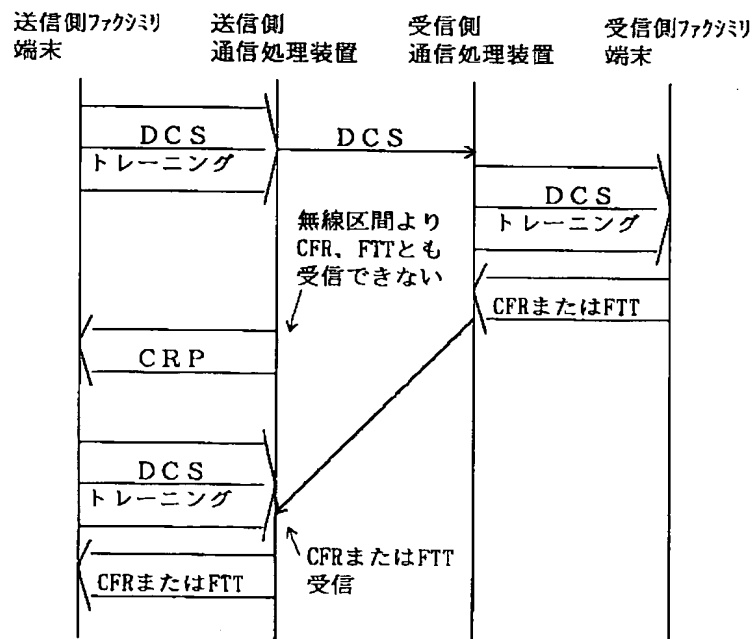 送信側ファクシミリ
端末
送信側
通信処理装置
受信側
通信処理装置
受信側ファクシミリ
端末
DCS
トレーニング
DCS
DCS
トレーニング
無線区間より
CFR、FTTとも
受信できない
CFRまたはFTT
CRP
DCS
トレーニング
CFRまたはFTT
受信
CFRまたはFTT